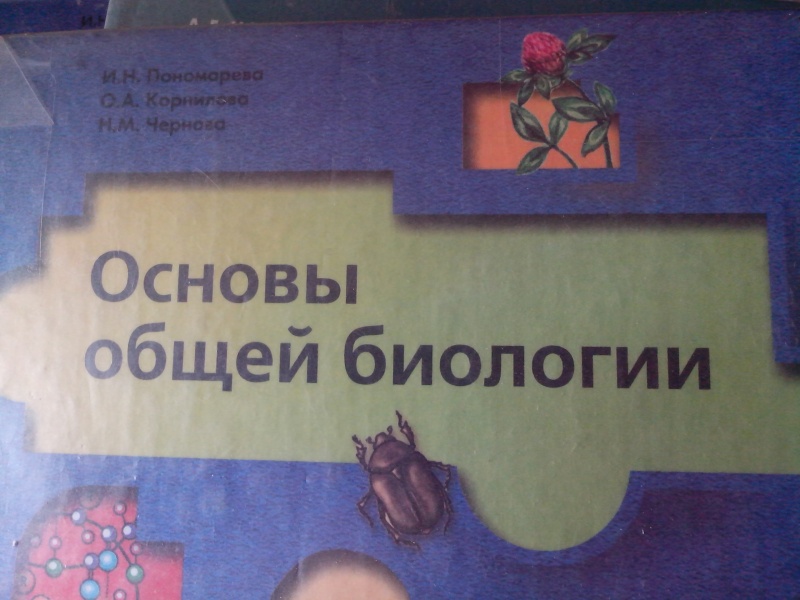 И.Н. Пономарева
О.А. Корнилова
Н.М. Чернова
Основы
общей биологии